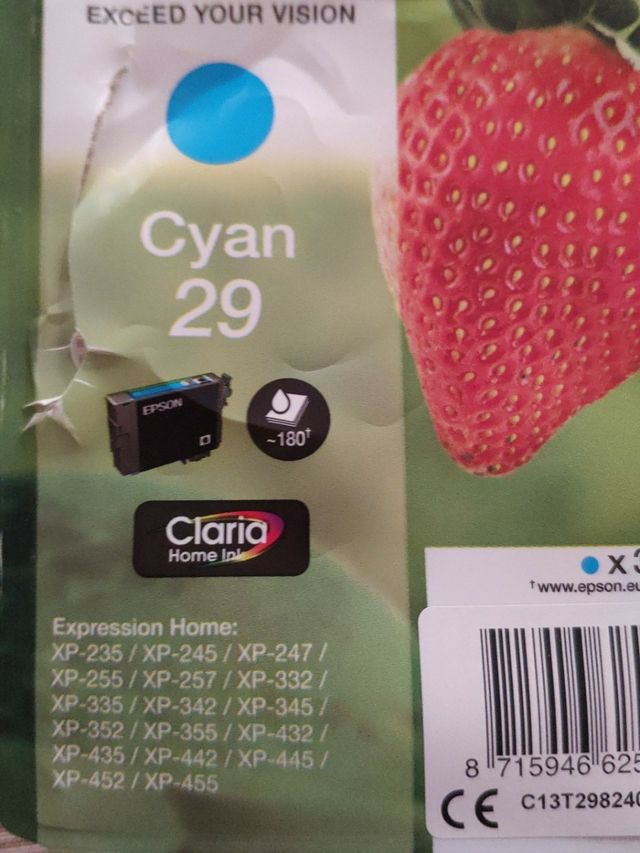 EXCEED YOUR VISION
Cyan
29
EPSON
~180†
Claria
Home Ink
Expression Home:
XP-235 / XP-245 / XP-247 /
XP-255 / XP-257 / XP-332 /
XP-335 / XP-342 / XP-345 /
XP-352 / XP-355 / XP-432 /
XP-435 / XP-442 / XP-445 /
XP-452 / XP-455
x 3
†www.epson.eu
8 715946 625
CE C13T298240